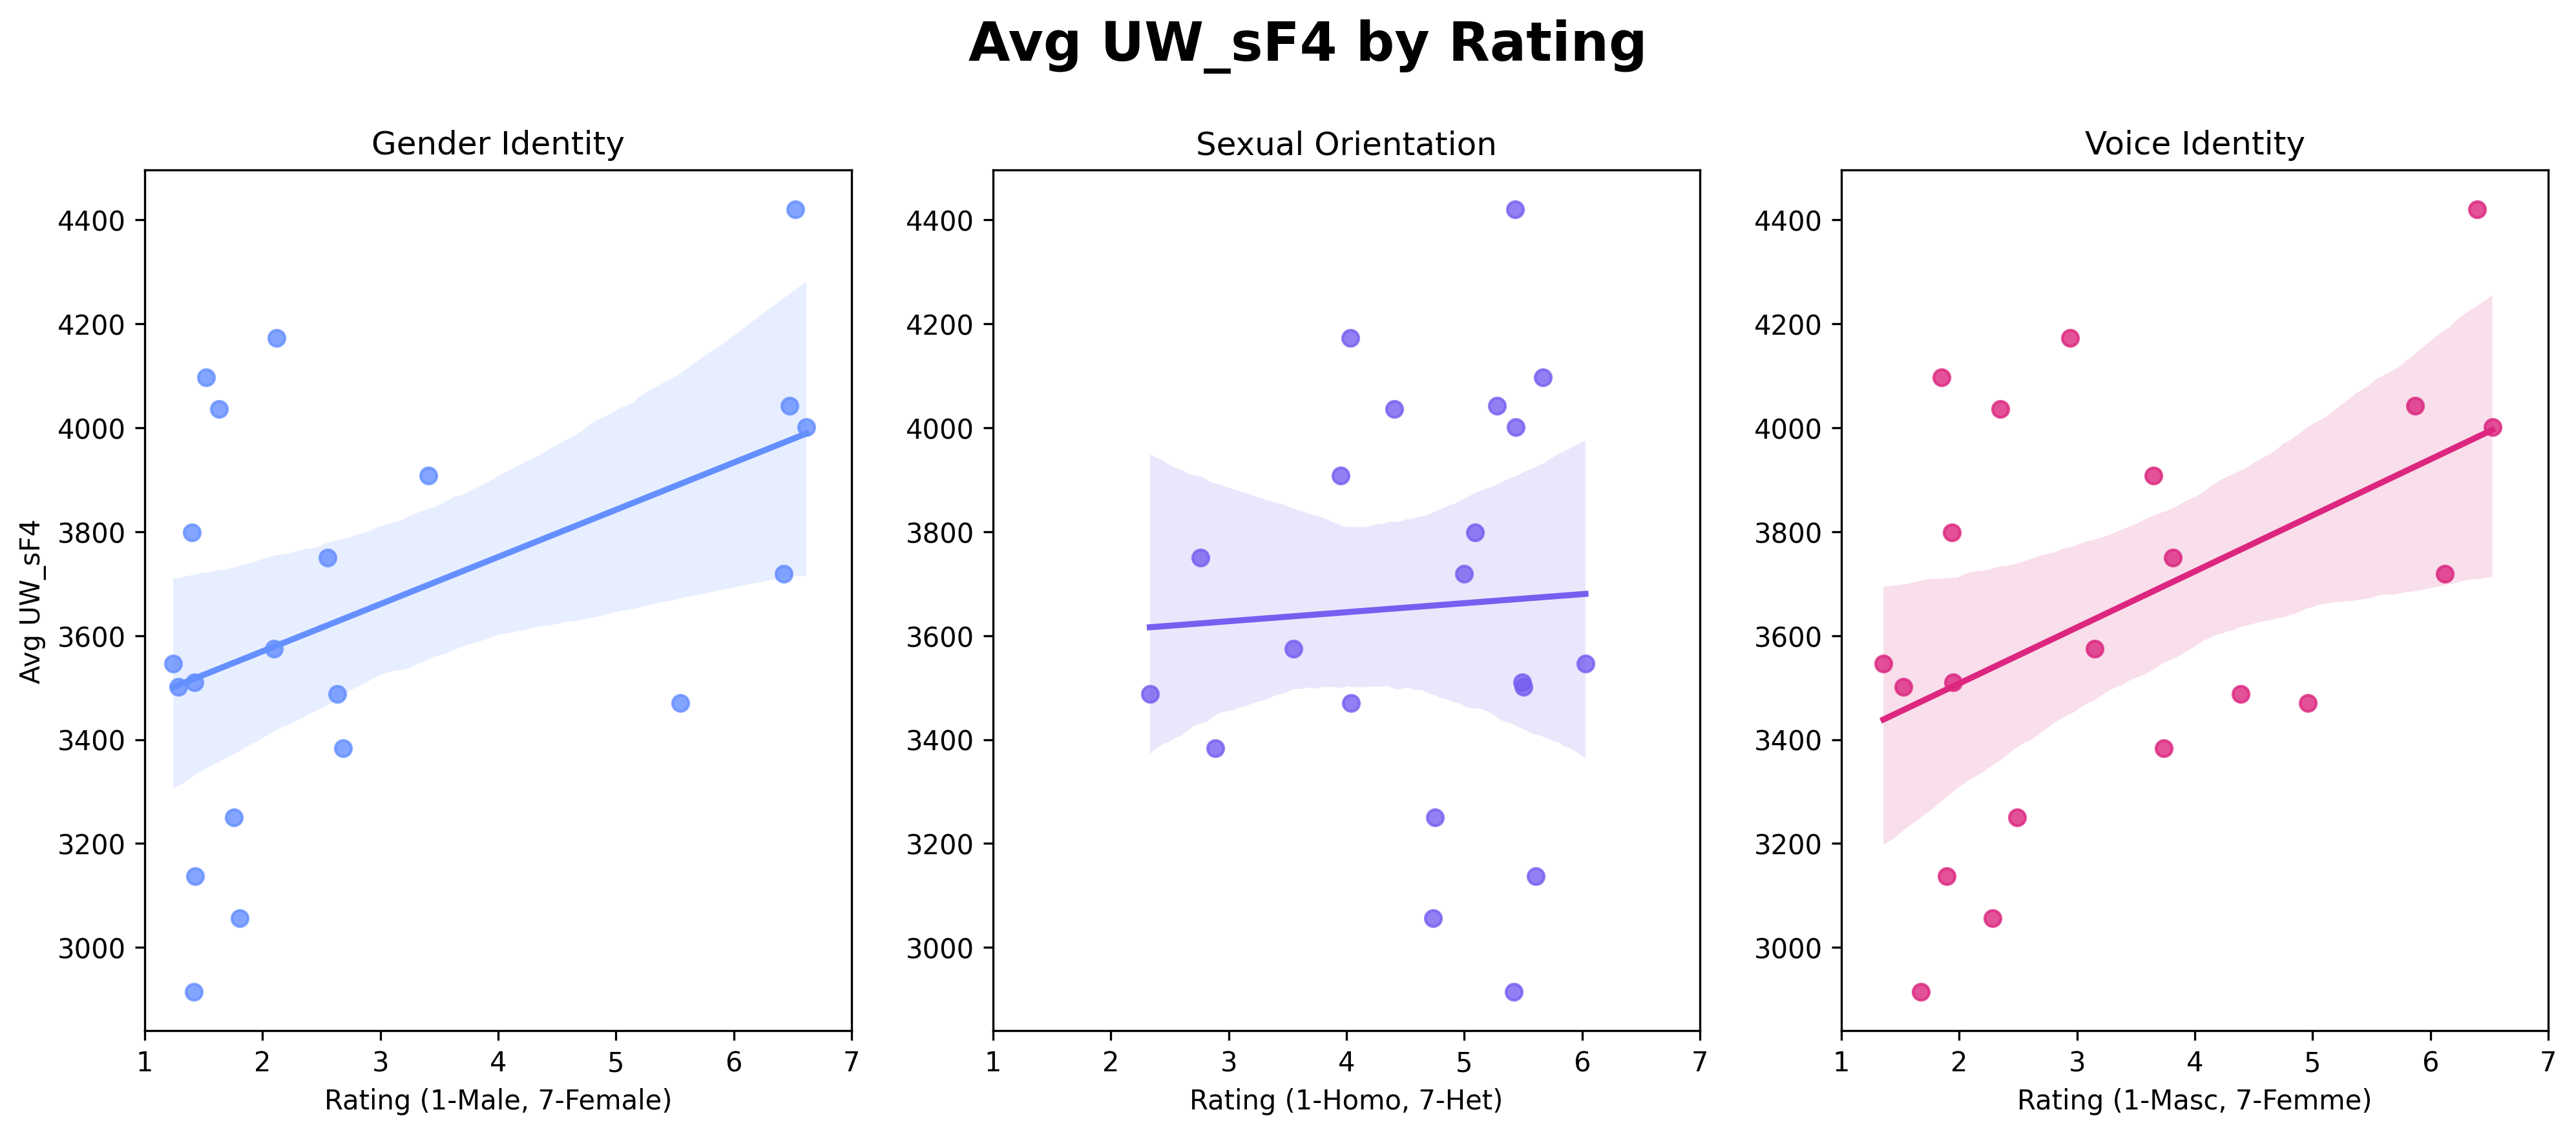 Avg UW_sF4 by Rating
Gender Identity
Sexual Orientation
Voice Identity
Avg UW_sF4
4400
4200
4000
3800
3600
3400
3200
3000
1 2 3 4 5 6 7
Rating (1-Male, 7-Female)
4400
4200
4000
3800
3600
3400
3200
3000
1 2 3 4 5 6 7
Rating (1-Homo, 7-Het)
4400
4200
4000
3800
3600
3400
3200
3000
1 2 3 4 5 6 7
Rating (1-Masc, 7-Femme)